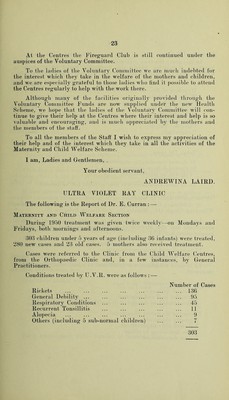 23
At the Centres the Fireguard Club is still continued under the
auspices of the Voluntary Committee.
To the ladies of the Voluntary Committee we are much indebted for
the interest which they take in the welfare of the mothers and children,
and we are especially grateful to those ladies who find it possible to attend
the Centres regularly to help with the work there.
Although many of the facilities originally provided through the
Voluntary Committee Funds are now supplied under the new Health
Scheme, we hope that the ladies of the Voluntary Committee will con-
tinue to give their help at the Centres where their interest and help is so
valuable and encouraging, and is much appreciated by the mothers and
the members of the staff.
To all the members of the Staff I wish to express my appreciation of
their help and of the interest which they take in all the activities of the
Maternity and Child Welfare Scheme.
I am, Ladies and Gentlemen,
Your obedient servant,
ANDREWINA LAIRD.
ULTRA VIOLET RAY CLINIC
The following is the Report of Dr. E. Curran:—
Maternity and Child Welfare Section
During 1950 treatment was given twice weekly—on Mondays and
Fridays, both mornings and afternoons.
303 children under 5 years of age (including 36 infants) were treated,
280 new cases and 23 old cases. 5 mothers also received treatment.
Cases were referred to the Clinic from the Child Welfare Centres,
from the Orthopaedic Clinic and, in a few instances, by General
Practitioners.
Conditions treated by U.V.R. were as follows:—
Number of Cases
Rickets ... ... ... ... ... ... 136
General Debility ... ... ... ... ... 95
Respiratory Conditions ... ... ... ... 45
Recurrent Tonsillitis ... ... ... ... 11
Alopecia ... ... ... ... ... 9
Others (including 5 sub-normal children) ... ... 7
303